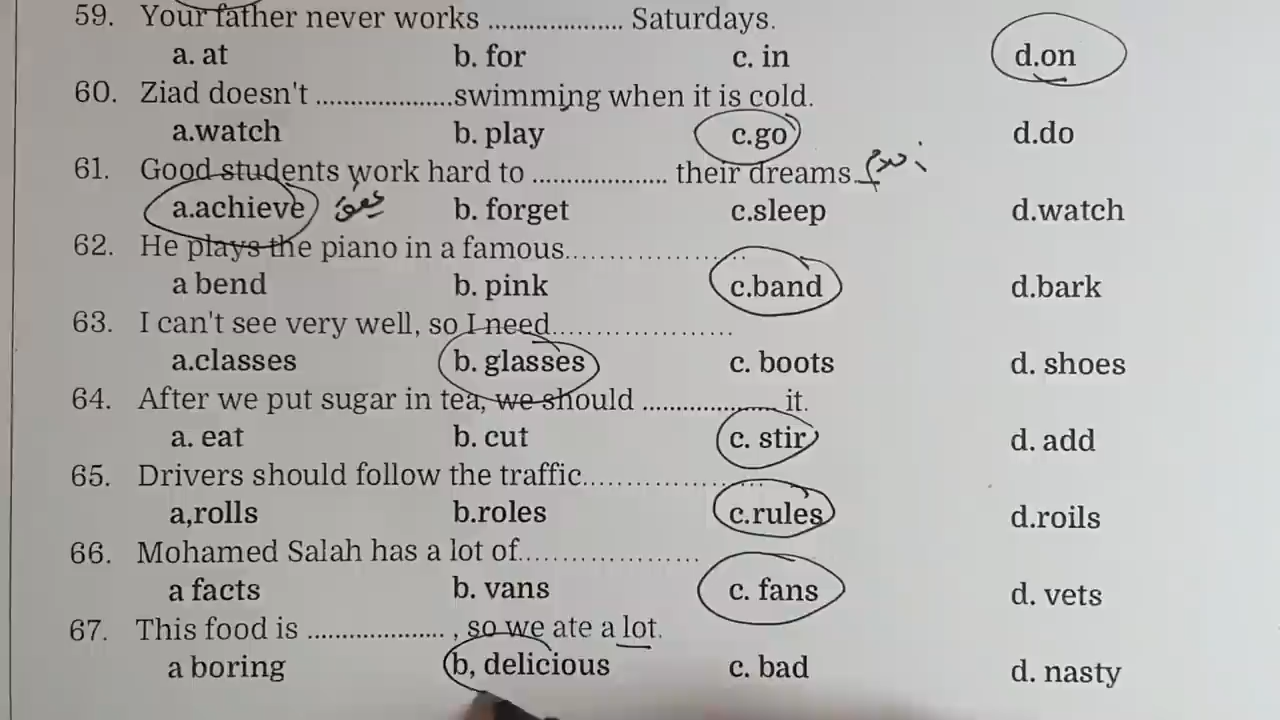 59. Your father never works .................... Saturdays.
a. at b. for c. in d.on
60. Ziad doesn't ....................swimming when it is cold.
a.watch b. play c.go d.do
61. Good students work hard to .................... their dreams.
a.achieve يحقق b. forget c.sleep d.watch
62. He plays the piano in a famous....................
a bend b. pink c.band d.bark
63. I can't see very well, so I need....................
a.classes b. glasses c. boots d. shoes
64. After we put sugar in tea, we should .................... it.
a. eat b. cut c. stir d. add
65. Drivers should follow the traffic....................
a,rolls b.roles c.rules d.roils
66. Mohamed Salah has a lot of....................
a facts b. vans c. fans d. vets
67. This food is .................... , so we ate a lot.
a boring b, delicious c. bad d. nasty